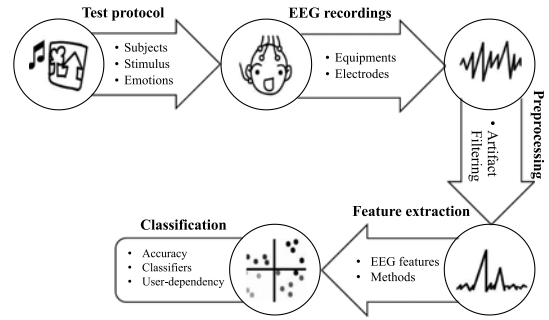 Test protocol
• Subjects
• Stimulus
• Emotions
EEG recordings
• Equipments
• Electrodes
Preprocessing
• Artifact
Filtering
Feature extraction
• EEG features
• Methods
Classification
• Accuracy
• Classifiers
• User-dependency